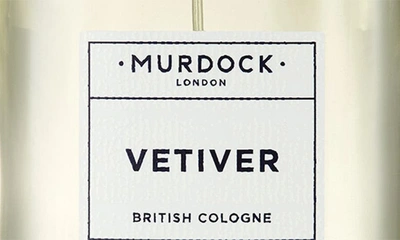 ·MURDOCK·
LONDON
VETIVER
BRITISH COLOGNE